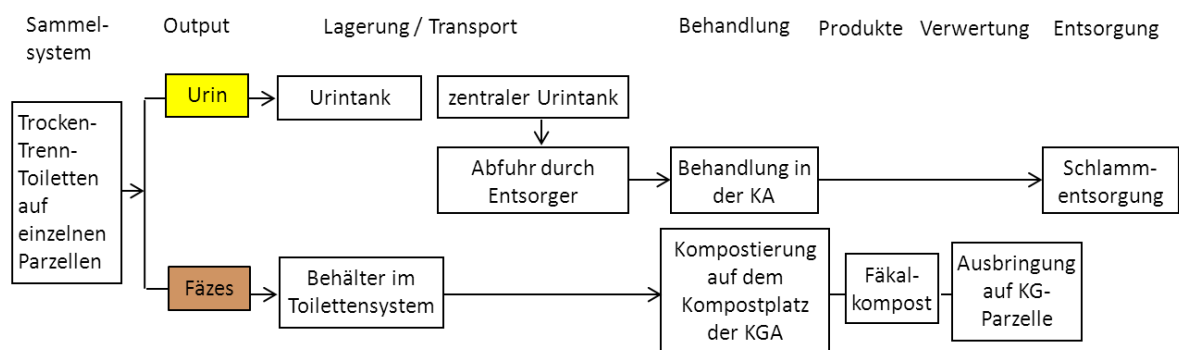 Sammel-
system
Output
Lagerung / Transport
Behandlung
Produkte
Verwertung
Entsorgung
Trocken-
Trenn-
Toiletten
auf
einzelnen
Parzellen
Urin
Urintank
zentraler Urintank
Abfuhr durch
Entsorger
Behandlung in
der KA
Schlamm-
entsorgung
Fäzes
Behälter im
Toilettensystem
Kompostierung
auf dem
Kompostplatz
der KGA
Fäkal-
kompost
Ausbringung
auf KG-
Parzelle